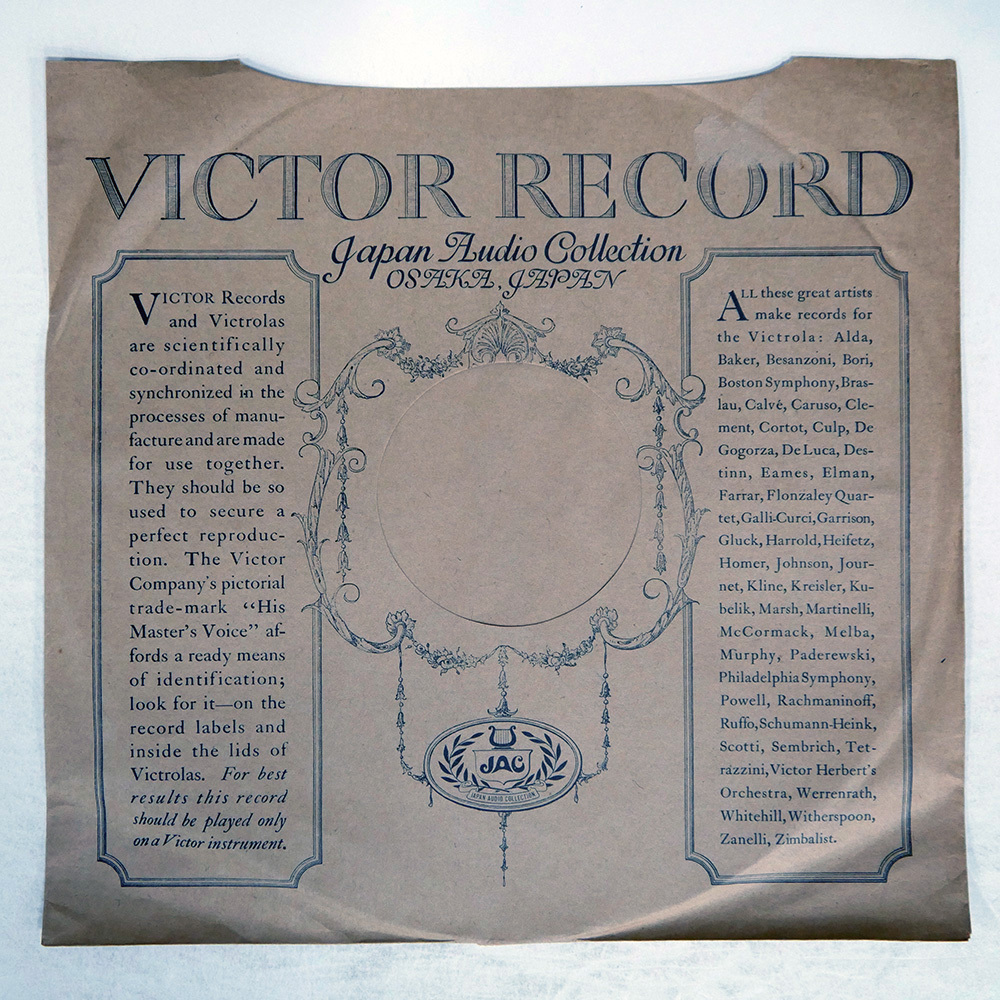 VICTOR RECORD
Japan Audio Collection
OSAKA, JAPAN
VICTOR Records
and Victrolas
are scientifically
co-ordinated and
synchronized in the
processes of manu-
facture and are made
for use together.
They should be so
used to secure a
perfect reproduc-
tion. The Victor
Company's pictorial
trade-mark “His
Master's Voice” af-
fords a ready means
of identification;
look for it—on the
record labels and
inside the lids of
Victrolas. For best
results this record
should be played only
on a Victor instrument.
ALL these great artists
make records for
the Victrola: Alda,
Baker, Besanzoni, Bori,
Boston Symphony, Bras-
lau, Calvé, Caruso, Cle-
ment, Cortot, Culp, De
Gogorza, De Luca, Des-
tinn, Eames, Elman,
Farrar, Flonzaley Quar-
tet, Galli-Curci, Garrison,
Gluck, Harrold, Heifetz,
Homer, Johnson, Jour-
net, Kline, Kreisler, Ku-
belik, Marsh, Martinelli,
McCormack, Melba,
Murphy, Paderewski,
Philadelphia Symphony,
Powell, Rachmaninoff,
Ruffo, Schumann-Heink,
Scotti, Sembrich, Tet-
razzini, Victor Herbert's
Orchestra, Werrenrath,
Whitehill, Witherspoon,
Zanelli, Zimbalist.
JAC
JAPAN AUDIO COLLECTION